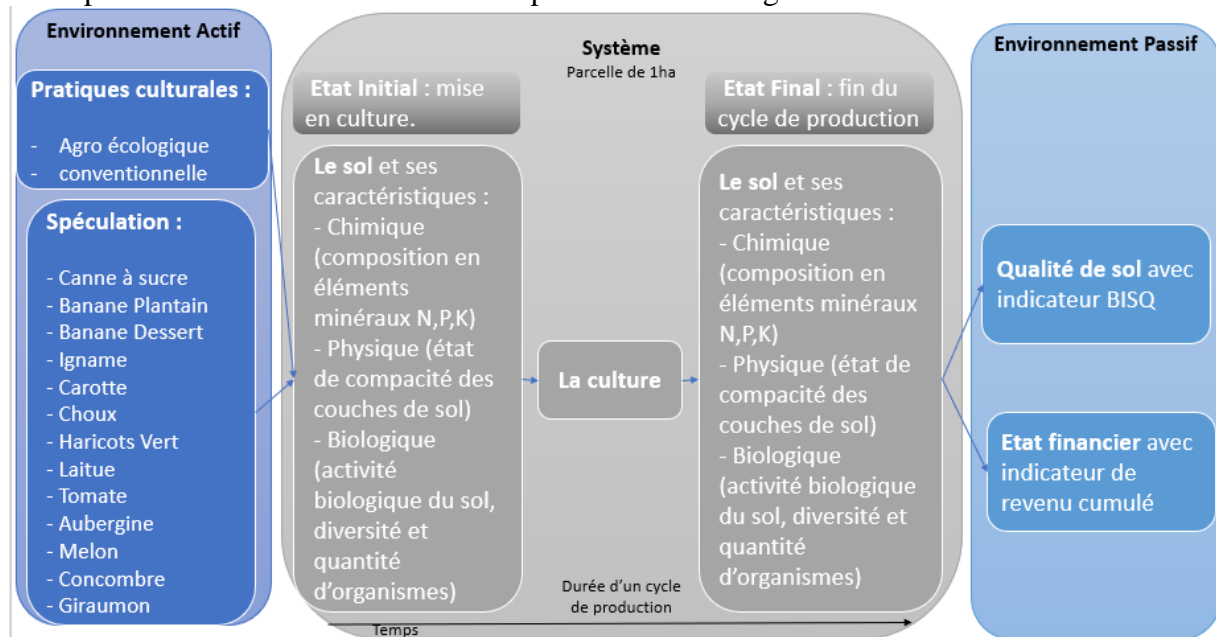 Environnement Actif
Pratiques culturales :
- Agro écologique
- conventionnelle
Spéculation :
- Canne à sucre
- Banane Plantain
- Banane Dessert
- Igname
- Carotte
- Choux
- Haricots Vert
- Laitue
- Tomate
- Aubergine
- Melon
- Concombre
- Giraumon
Système
Parcelle de 1ha
Etat Initial : mise
en culture.
Le sol et ses
caractéristiques :
- Chimique
(composition en
éléments
minéraux N,P,K)
- Physique (état
de compacité des
couches de sol)
- Biologique
(activité
biologique du sol,
diversité et
quantité
d'organismes)
La culture
Etat Final : fin du
cycle de production
Le sol et ses
caractéristiques :
- Chimique
(composition en
éléments minéraux
N,P,K)
- Physique (état de
compacité des
couches de sol)
- Biologique
(activité biologique
du sol, diversité et
quantité
d'organismes)
Durée d'un cycle
de production
Temps
Environnement Passif
Qualité de sol avec
indicateur BISQ
Etat financier avec
indicateur de
revenu cumulé